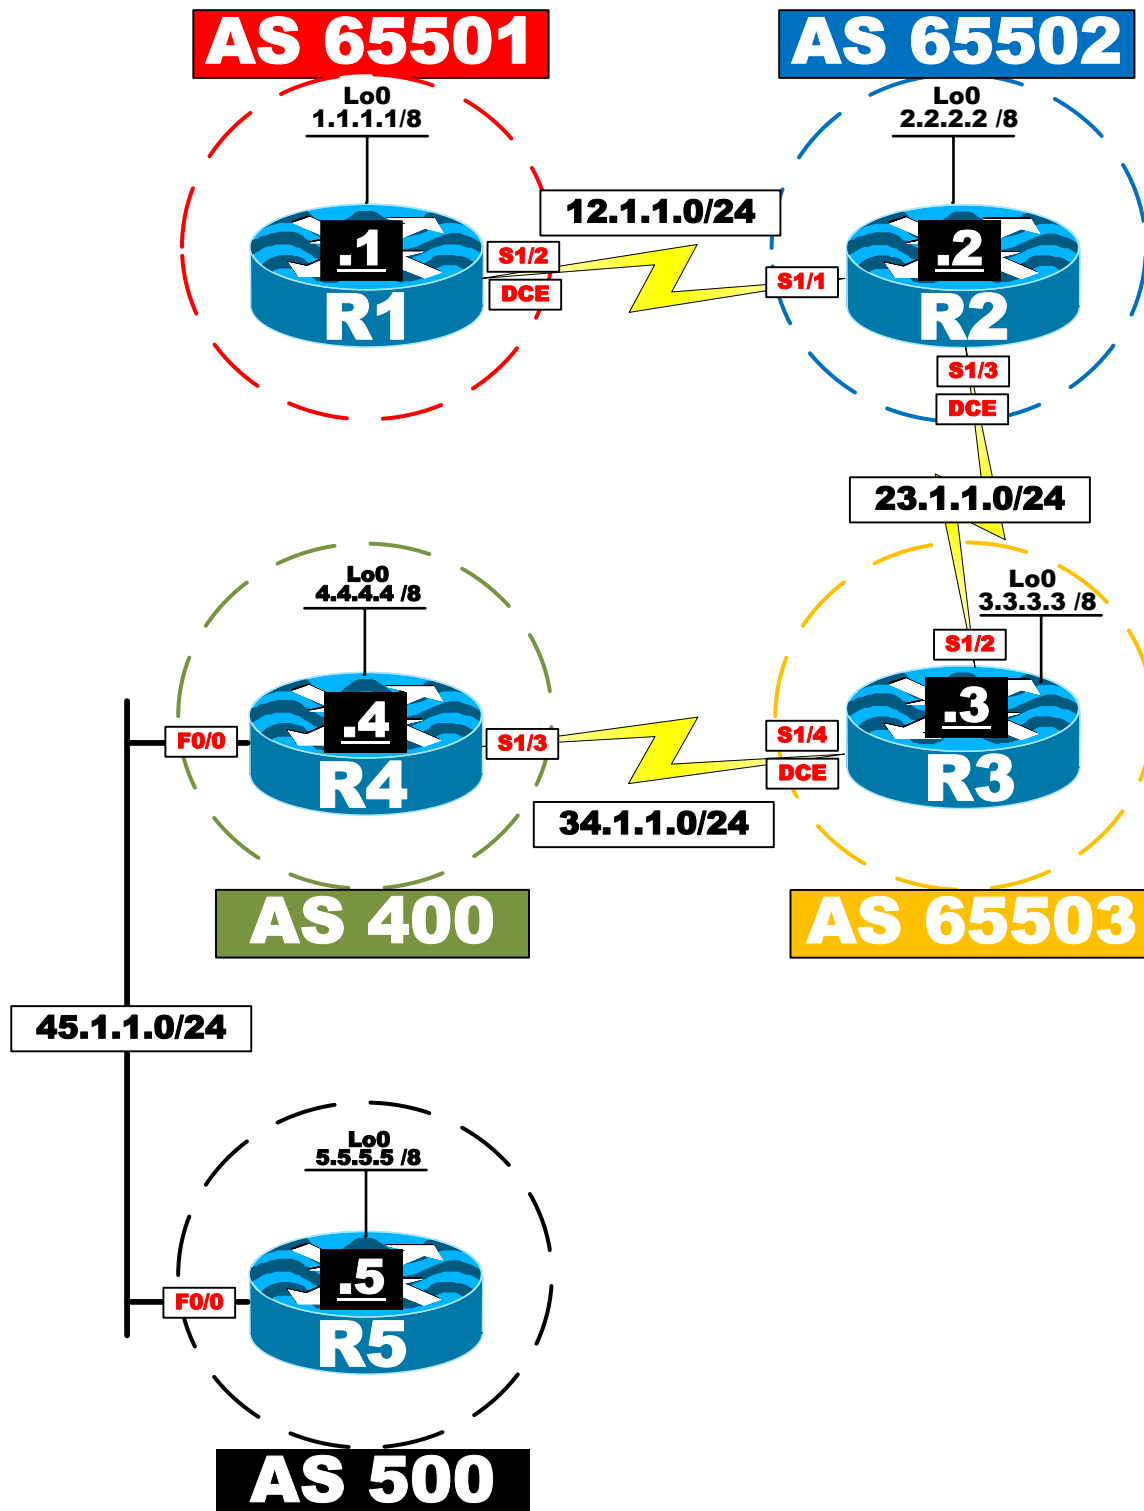 AS 65501
AS 65502
Lo0
1.1.1.1/8
Lo0
2.2.2.2 /8
12.1.1.0/24
.1
R1
S1/2
DCE
S1/1
.2
R2
S1/3
DCE
23.1.1.0/24
Lo0
4.4.4.4 /8
Lo0
3.3.3.3 /8
S1/2
F0/0
.4
R4
S1/3
S1/4
DCE
.3
R3
34.1.1.0/24
AS 400
AS 65503
45.1.1.0/24
Lo0
5.5.5.5 /8
F0/0
.5
R5
AS 500